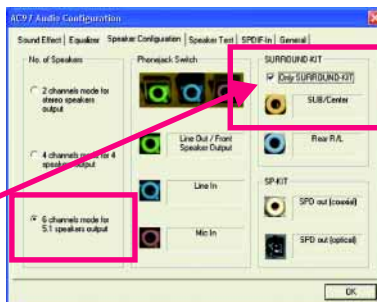 AC97 Audio Configuration
Sound Effect
Equalizer
Speaker Configuration
Speaker Test
SPDIF-In
General
No. of Speakers
2 channels mode for
stereo speakers
output
4 channels mode for 4
speakers output
6 channels mode for
5.1 speakers output
Phonejack Switch
Line Out / Front
Speaker Output
Line In
Mic In
SURROUND-KIT
Only SURROUND-KIT
SUB/Center
Rear R/L
SP-KIT
SPD out (coaxial)
SPD out (optical)
OK